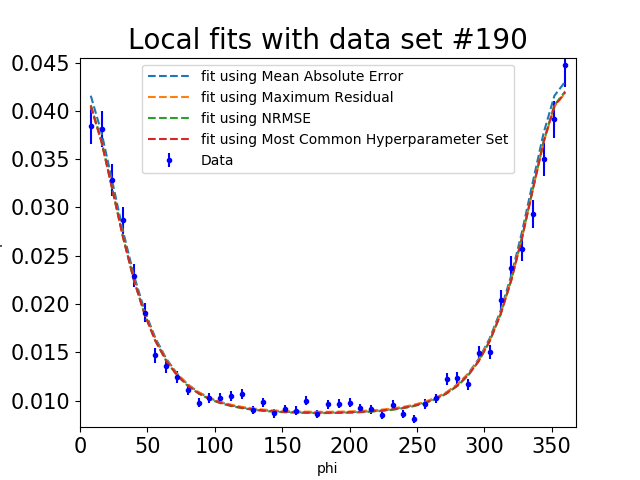 Local fits with data set #190
fit using Mean Absolute Error
fit using Maximum Residual
fit using NRMSE
fit using Most Common Hyperparameter Set
Data
0.045
0.040
0.035
0.030
0.025
0.020
0.015
0.010
0 50 100 150 200 250 300 350
phi